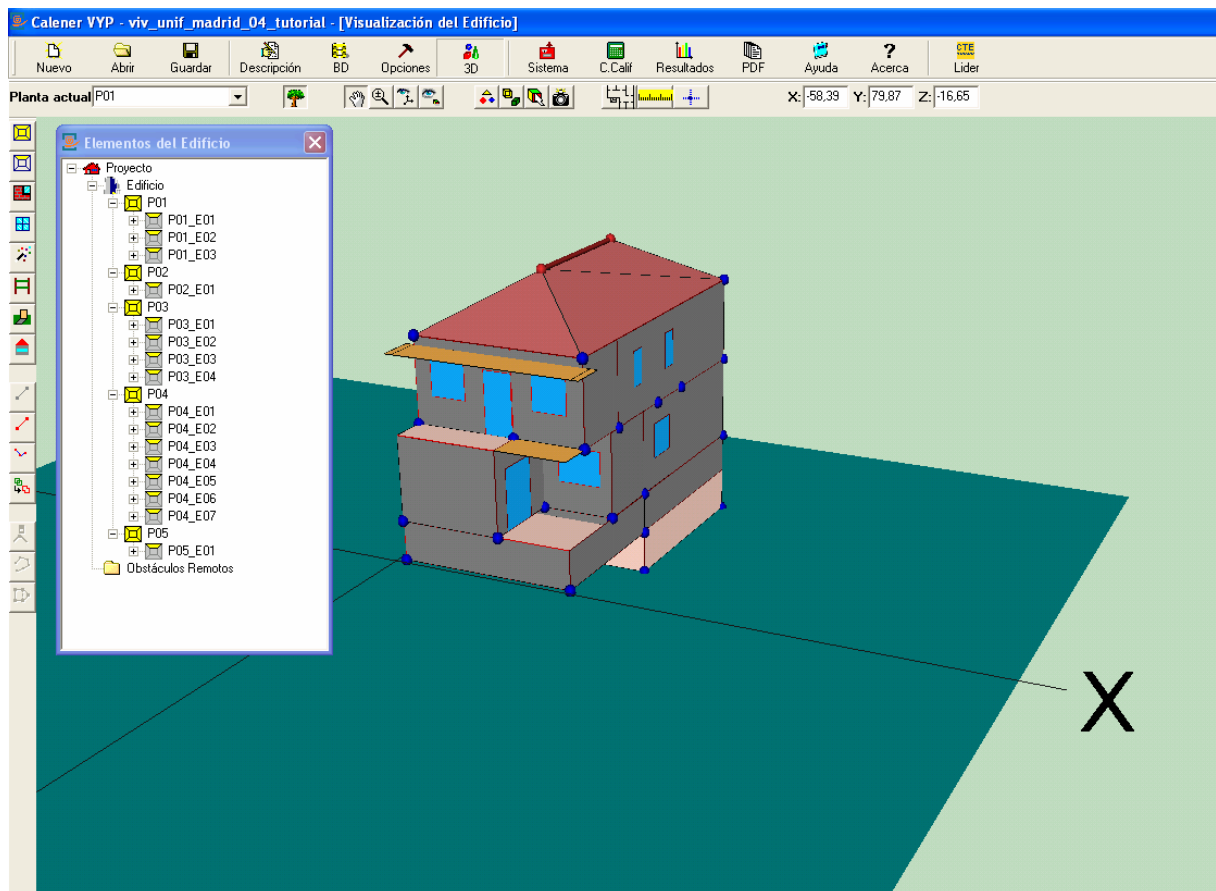 Calener VYP - viv_unif_madrid_04_tutorial - [Visualización del Edificio]
Nuevo Abrir Guardar Descripción BD Opciones 3D Sistema C.Calif Resultados PDF Ayuda Acerca CTE Lider
Planta actual P01 X: -58,39 Y: 79,87 Z: -16,65
Elementos del Edificio
Proyecto
Edificio
P01
P01_E01
P01_E02
P01_E03
P02
P02_E01
P03
P03_E01
P03_E02
P03_E03
P03_E04
P04
P04_E01
P04_E02
P04_E03
P04_E04
P04_E05
P04_E06
P04_E07
P05
P05_E01
Obstáculos Remotos
X